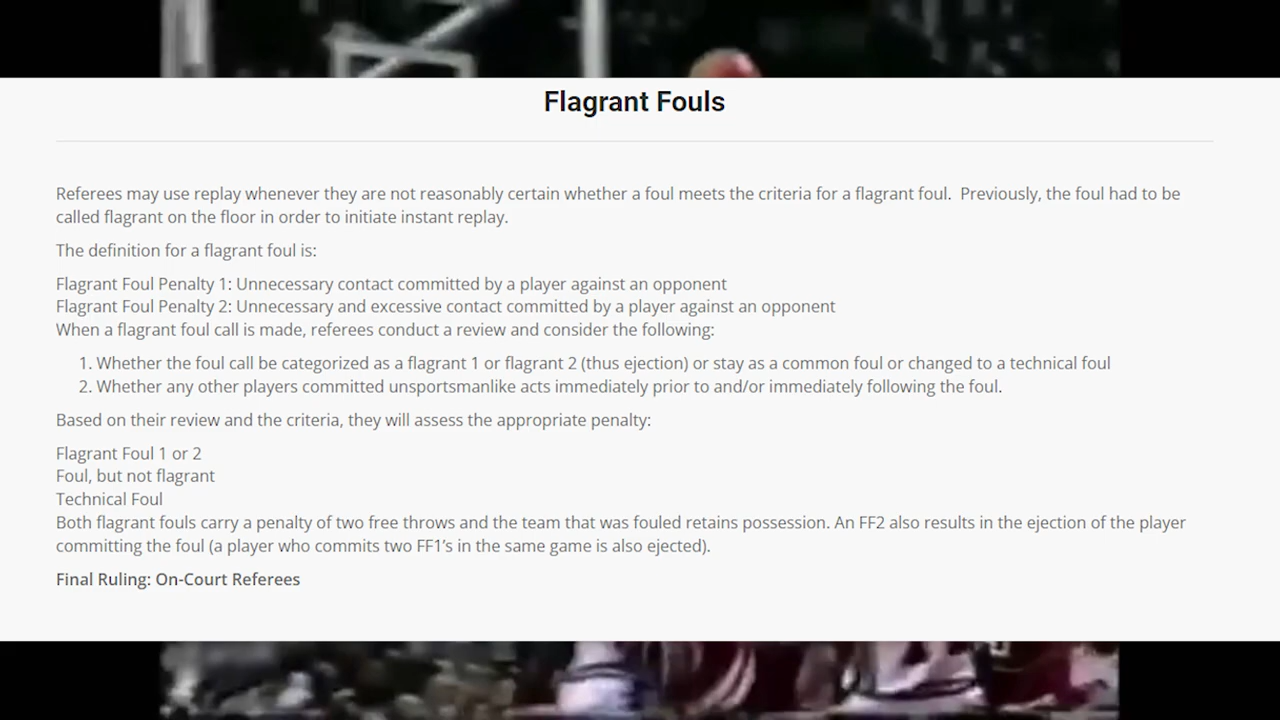 Flagrant Fouls
Referees may use replay whenever they are not reasonably certain whether a foul meets the criteria for a flagrant foul.  Previously, the foul had to be
called flagrant on the floor in order to initiate instant replay.
The definition for a flagrant foul is:
Flagrant Foul Penalty 1: Unnecessary contact committed by a player against an opponent
Flagrant Foul Penalty 2: Unnecessary and excessive contact committed by a player against an opponent
When a flagrant foul call is made, referees conduct a review and consider the following:
1. Whether the foul call be categorized as a flagrant 1 or flagrant 2 (thus ejection) or stay as a common foul or changed to a technical foul
2. Whether any other players committed unsportsmanlike acts immediately prior to and/or immediately following the foul.
Based on their review and the criteria, they will assess the appropriate penalty:
Flagrant Foul 1 or 2
Foul, but not flagrant
Technical Foul
Both flagrant fouls carry a penalty of two free throws and the team that was fouled retains possession. An FF2 also results in the ejection of the player
committing the foul (a player who commits two FF1’s in the same game is also ejected).
Final Ruling: On-Court Referees